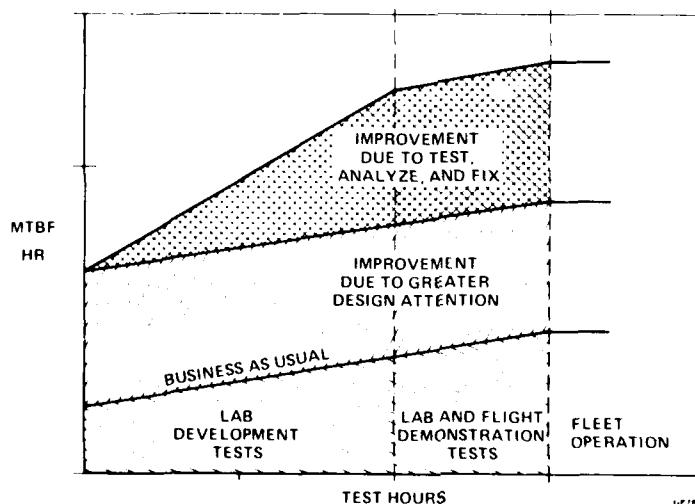 IMPROVEMENT
DUE TO TEST,
ANALYZE, AND FIX
MTBF
HR
IMPROVEMENT
DUE TO GREATER
DESIGN ATTENTION
BUSINESS AS USUAL
LAB
DEVELOPMENT
TESTS
LAB AND FLIGHT
DEMONSTRATION
TESTS
FLEET
OPERATION
TEST HOURS